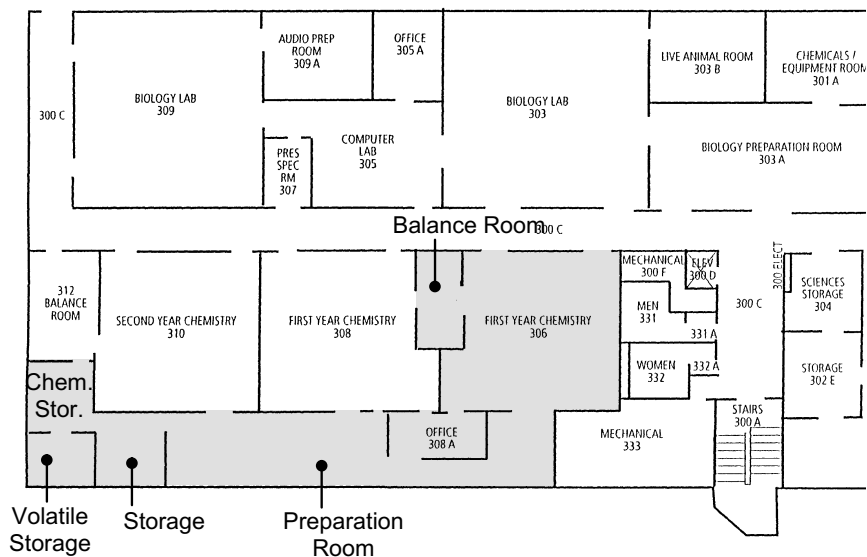 AUDIO PREP
ROOM
309 A
OFFICE
305 A
LIVE ANIMAL ROOM
303 B
CHEMICALS /
EQUIPMENT ROOM
301 A
BIOLOGY LAB
309
BIOLOGY LAB
303
300 C
COMPUTER
LAB
305
BIOLOGY PREPARATION ROOM
303 A
PRES
SPEC
RM
307
Balance Room
300 C
MECHANICAL
300 F
ELEV
300 D
300 ELECT
312
BALANCE
ROOM
SECOND YEAR CHEMISTRY
310
FIRST YEAR CHEMISTRY
308
FIRST YEAR CHEMISTRY
306
MEN
331
331 A
300 C
SCIENCES
STORAGE
304
WOMEN
332
332 A
STORAGE
302 E
Chem.
Stor.
OFFICE
308 A
MECHANICAL
333
STAIRS
300 A
Volatile
Storage
Storage
Preparation
Room